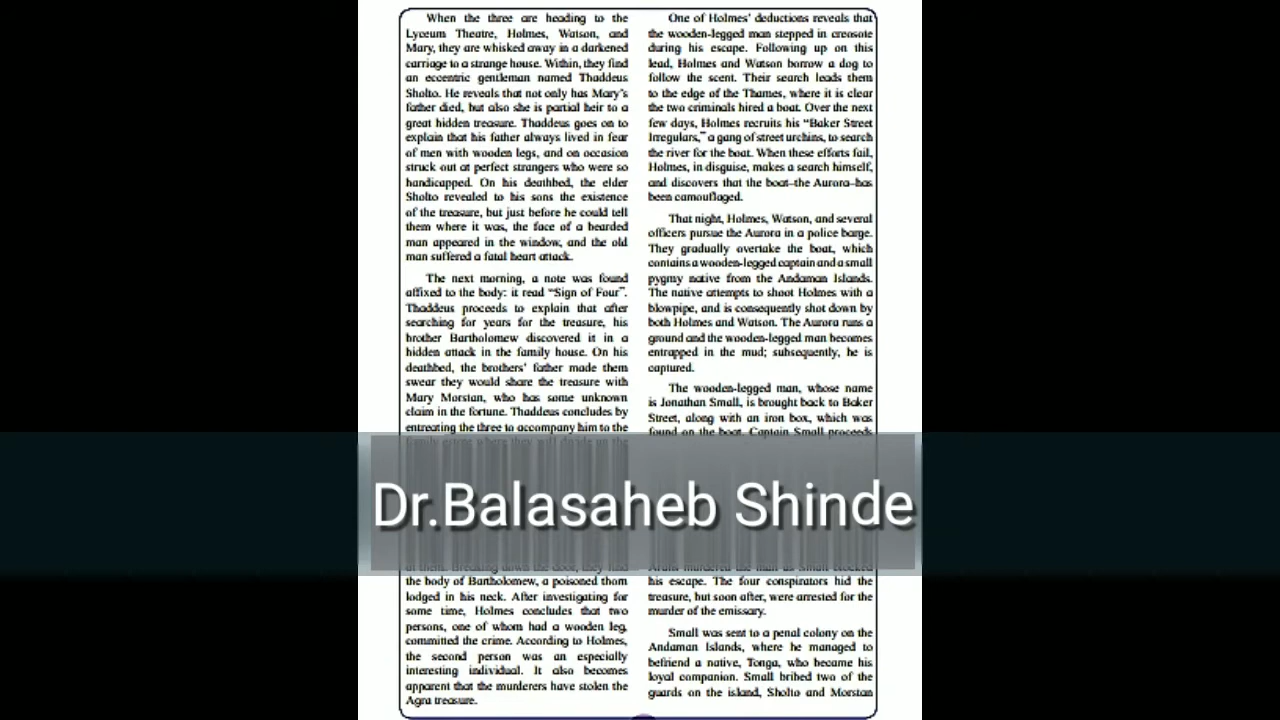 When the three are heading to the
Lyceum Theatre, Holmes, Watson, and
Mary, they are whisked away in a darkened
carriage to a strange house. Within, they find
an eccentric gentleman named Thaddeus
Sholto. He reveals that not only has Mary's
father died, but also she is partial heir to a
great hidden treasure. Thaddeus goes on to
explain that his father always lived in fear
of men with wooden legs, and on occasion
struck out at perfect strangers who were so
handicapped. On his deathbed, the elder
Sholto revealed to his sons the existence
of the treasure, but just before he could tell
them where it was, the face of a bearded
man appeared in the window, and the old
man suffered a fatal heart attack.
The next morning, a note was found
affixed to the body: it read "Sign of Four".
Thaddeus proceeds to explain that after
searching for years for the treasure, his
brother Bartholomew discovered it in a
hidden attack in the family house. On his
deathbed, the brothers' father made them
swear they would share the treasure with
Mary Morstan, who has some unknown
claim in the fortune. Thaddeus concludes by
entreating the three to accompany him to the
the body of Bartholomew, a poisoned thorn
lodged in his neck. After investigating for
some time, Holmes concludes that two
persons, one of whom had a wooden leg,
committed the crime. According to Holmes,
the second person was an especially
interesting individual. It also becomes
apparent that the murderers have stolen the
Agra treasure.
One of Holmes' deductions reveals that
the wooden-legged man stepped in creosote
during his escape. Following up on this
lead, Holmes and Watson borrow a dog to
follow the scent. Their search leads them
to the edge of the Thames, where it is clear
the two criminals hired a boat. Over the next
few days, Holmes recruits his "Baker Street
Irregulars," a gang of street urchins, to search
the river for the boat. When these efforts fail,
Holmes, in disguise, makes a search himself,
and discovers that the boat–the Aurora–has
been camouflaged.
That night, Holmes, Watson, and several
officers pursue the Aurora in a police barge.
They gradually overtake the boat, which
contains a wooden-legged captain and a small
pygmy native from the Andaman Islands.
The native attempts to shoot Holmes with a
blowpipe, and is consequently shot down by
both Holmes and Watson. The Aurora runs a
ground and the wooden-legged man becomes
entrapped in the mud; subsequently, he is
captured.
The wooden-legged man, whose name
is Jonathan Small, is brought back to Baker
Street, along with an iron box, which was
found on the boat. Captain Small proceeds
his escape. The four conspirators hid the
treasure, but soon after, were arrested for the
murder of the emissary.
Small was sent to a penal colony on the
Andaman Islands, where he managed to
befriend a native, Tonga, who became his
loyal companion. Small bribed two of the
guards on the island, Sholto and Morstan
Dr.Balasaheb Shinde